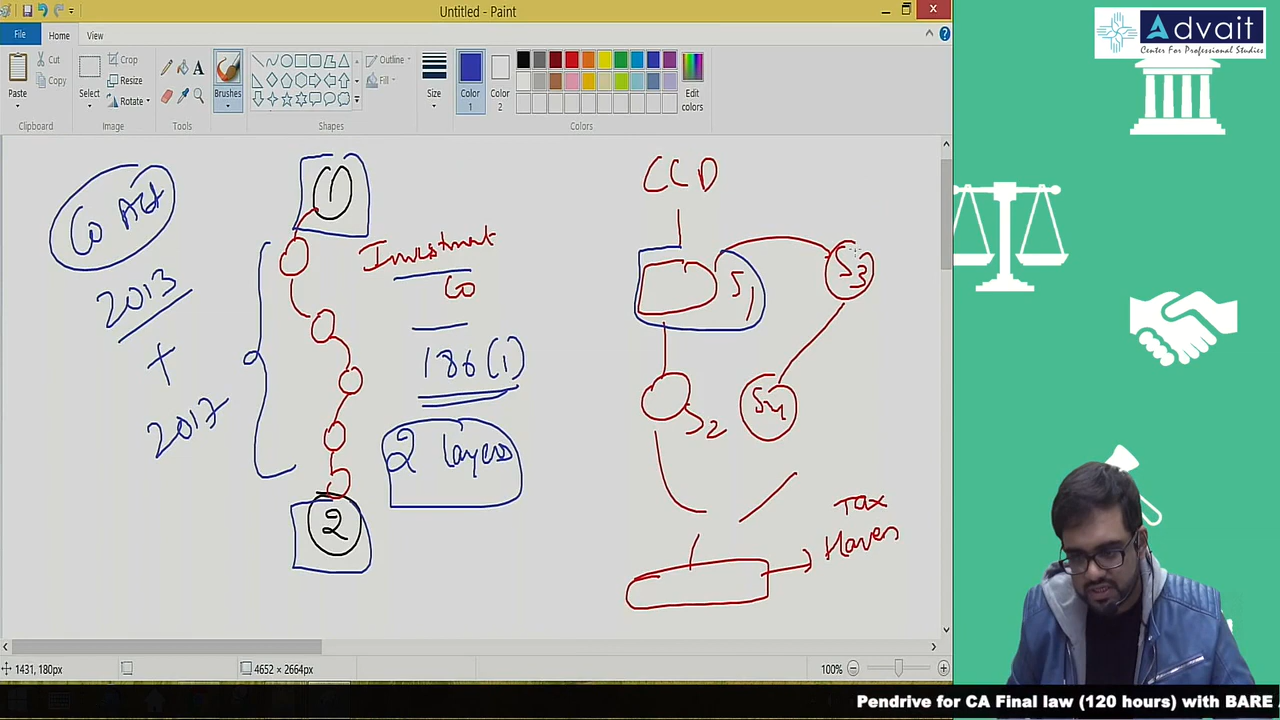 Untitled - Paint
File
Home
View
Paste
Cut
Copy
Clipboard
Select
Crop
Resize
Rotate
Image
A
Tools
Brushes
Outline
Fill
Shapes
Size
Color 1
Color 2
Edit colors
Colors
Advait
Center For Professional Studies
Co Act
2013
+
2017
1
Investment
Co
186(1)
2 layers
2
CCD
S1
S3
S2
S4
Tax
Haven
1431, 180px
4652 × 2664px
100%
Pendrive for CA Final law (120 hours) with BARE